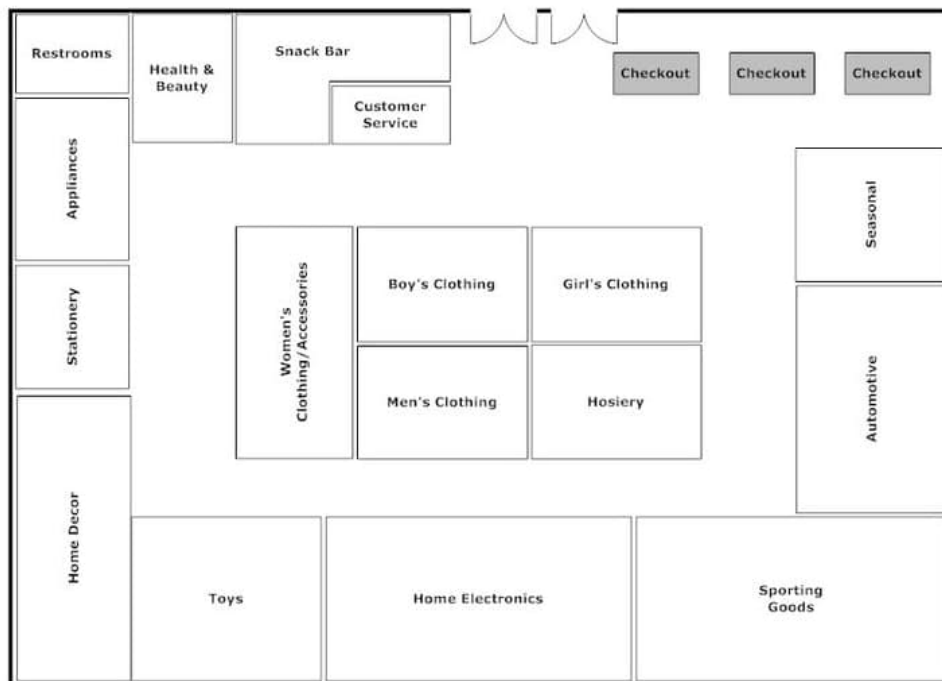 Restrooms
Health &
Beauty
Snack Bar
Customer
Service
Checkout
Checkout
Checkout
Appliances
Seasonal
Stationery
Women's
Clothing/Accessories
Boy's Clothing
Girl's Clothing
Men's Clothing
Hosiery
Automotive
Home Decor
Toys
Home Electronics
Sporting
Goods